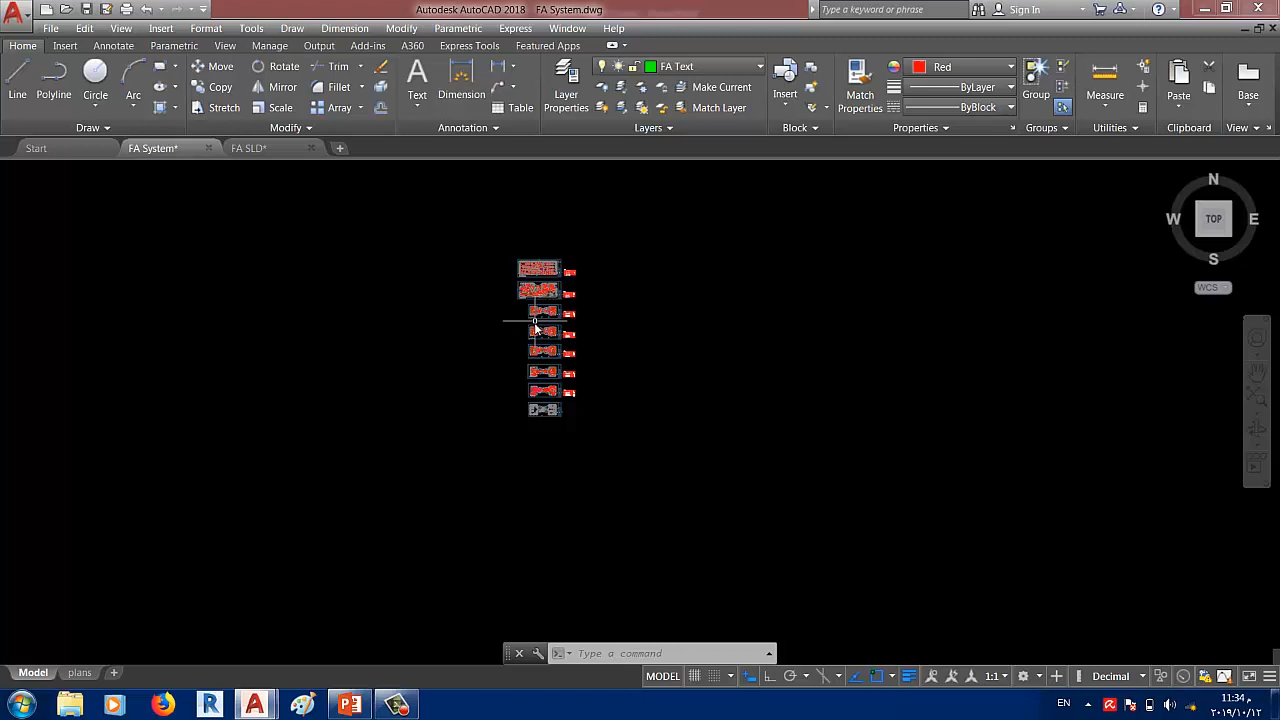 Autodesk AutoCAD 2018 FA System.dwg
Type a keyword or phrase
Sign In
File Edit View Insert Format Tools Draw Dimension Modify Parametric Express Window Help
Home Insert Annotate Parametric View Manage Output Add-ins A360 Express Tools Featured Apps
Line Polyline Circle Arc
Move Rotate Trim
Copy Mirror Fillet
Stretch Scale Array
Text Dimension Table
Layer Properties
FA Text
Make Current
Match Layer
Insert
Match Properties
Red
ByLayer
ByBlock
Group
Measure
Paste
Base
Draw Modify Annotation Layers Block Properties Groups Utilities Clipboard View
Start FA System* FA SLD*
N
W TOP E
S
WCS
Type a command
Model plans
MODEL 1:1 Decimal
EN
11:34 م
٢٠١٩/١٠/١٢